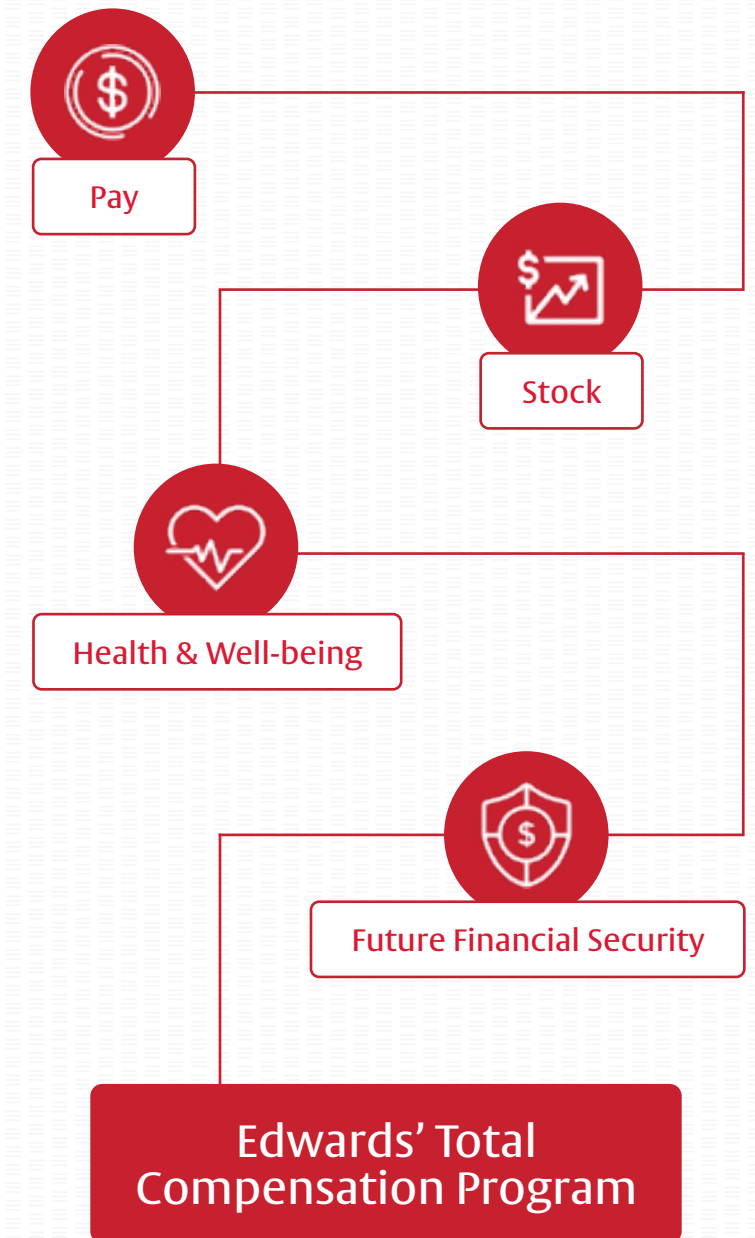 $
Pay
$
Stock
Health & Well-being
$
Future Financial Security
Edwards’ Total
Compensation Program